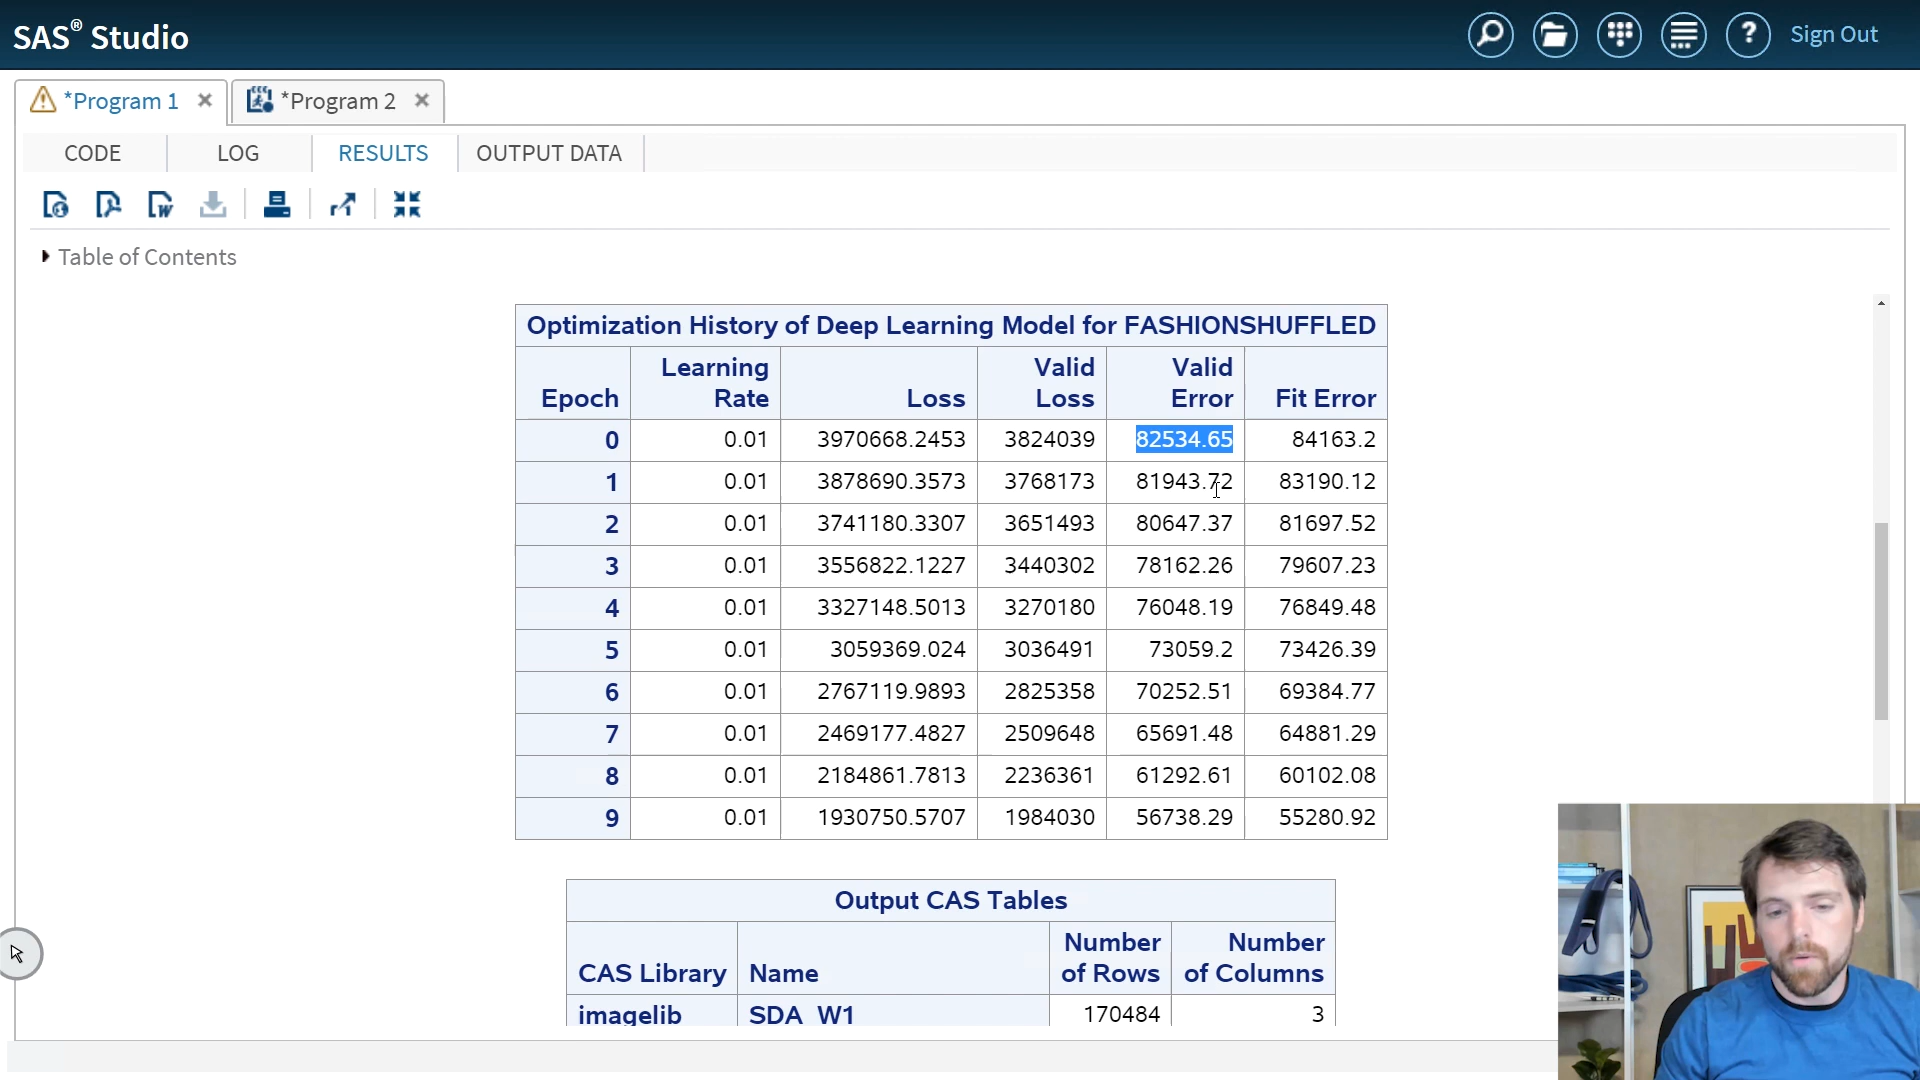 SAS® Studio
Sign Out
*Program 1
*Program 2
CODE LOG RESULTS OUTPUT DATA
Table of Contents
Optimization History of Deep Learning Model for FASHIONSHUFFLED
Epoch Learning Rate Loss Valid Loss Valid Error Fit Error
0 0.01 3970668.2453 3824039 82534.65 84163.2
1 0.01 3878690.3573 3768173 81943.72 83190.12
2 0.01 3741180.3307 3651493 80647.37 81697.52
3 0.01 3556822.1227 3440302 78162.26 79607.23
4 0.01 3327148.5013 3270180 76048.19 76849.48
5 0.01 3059369.024 3036491 73059.2 73426.39
6 0.01 2767119.9893 2825358 70252.51 69384.77
7 0.01 2469177.4827 2509648 65691.48 64881.29
8 0.01 2184861.7813 2236361 61292.61 60102.08
9 0.01 1930750.5707 1984030 56738.29 55280.92
Output CAS Tables
CAS Library Name Number of Rows Number of Columns
imagelib SDA_W1 170484 3